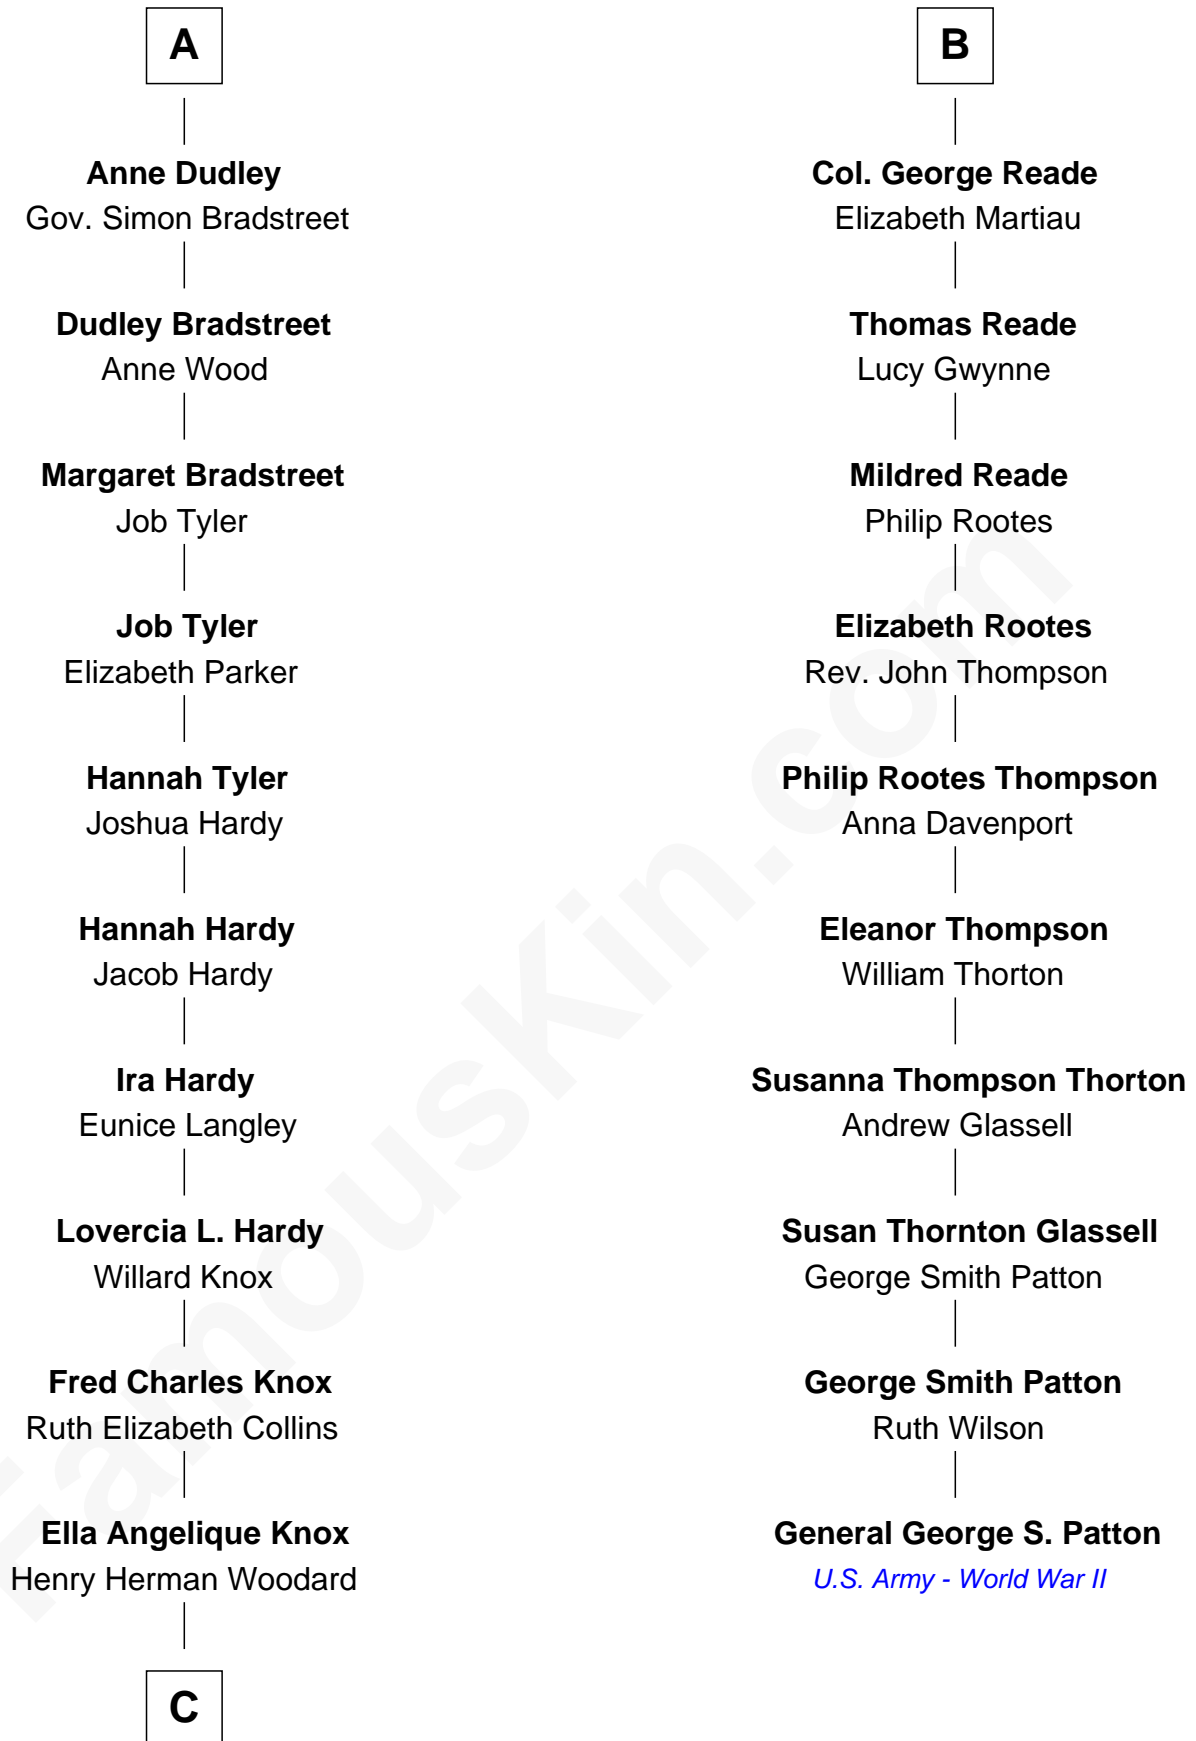 A
Anne Dudley
Gov. Simon Bradstreet
Dudley Bradstreet
Anne Wood
Margaret Bradstreet
Job Tyler
Job Tyler
Elizabeth Parker
Hannah Tyler
Joshua Hardy
Hannah Hardy
Jacob Hardy
Ira Hardy
Eunice Langley
Lovercia L. Hardy
Willard Knox
Fred Charles Knox
Ruth Elizabeth Collins
Ella Angelique Knox
Henry Herman Woodard
C
B
Col. George Reade
Elizabeth Martiau
Thomas Reade
Lucy Gwynne
Mildred Reade
Philip Rootes
Elizabeth Rootes
Rev. John Thompson
Philip Rootes Thompson
Anna Davenport
Eleanor Thompson
William Thorton
Susanna Thompson Thorton
Andrew Glassell
Susan Thornton Glassell
George Smith Patton
George Smith Patton
Ruth Wilson
General George S. Patton
U.S. Army - World War II
FamousKin.com